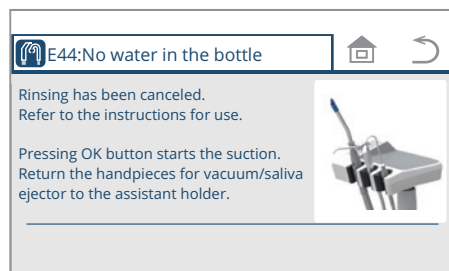 E44:No water in the bottle
Rinsing has been canceled.
Refer to the instructions for use.
Pressing OK button starts the suction.
Return the handpieces for vacuum/saliva
ejector to the assistant holder.